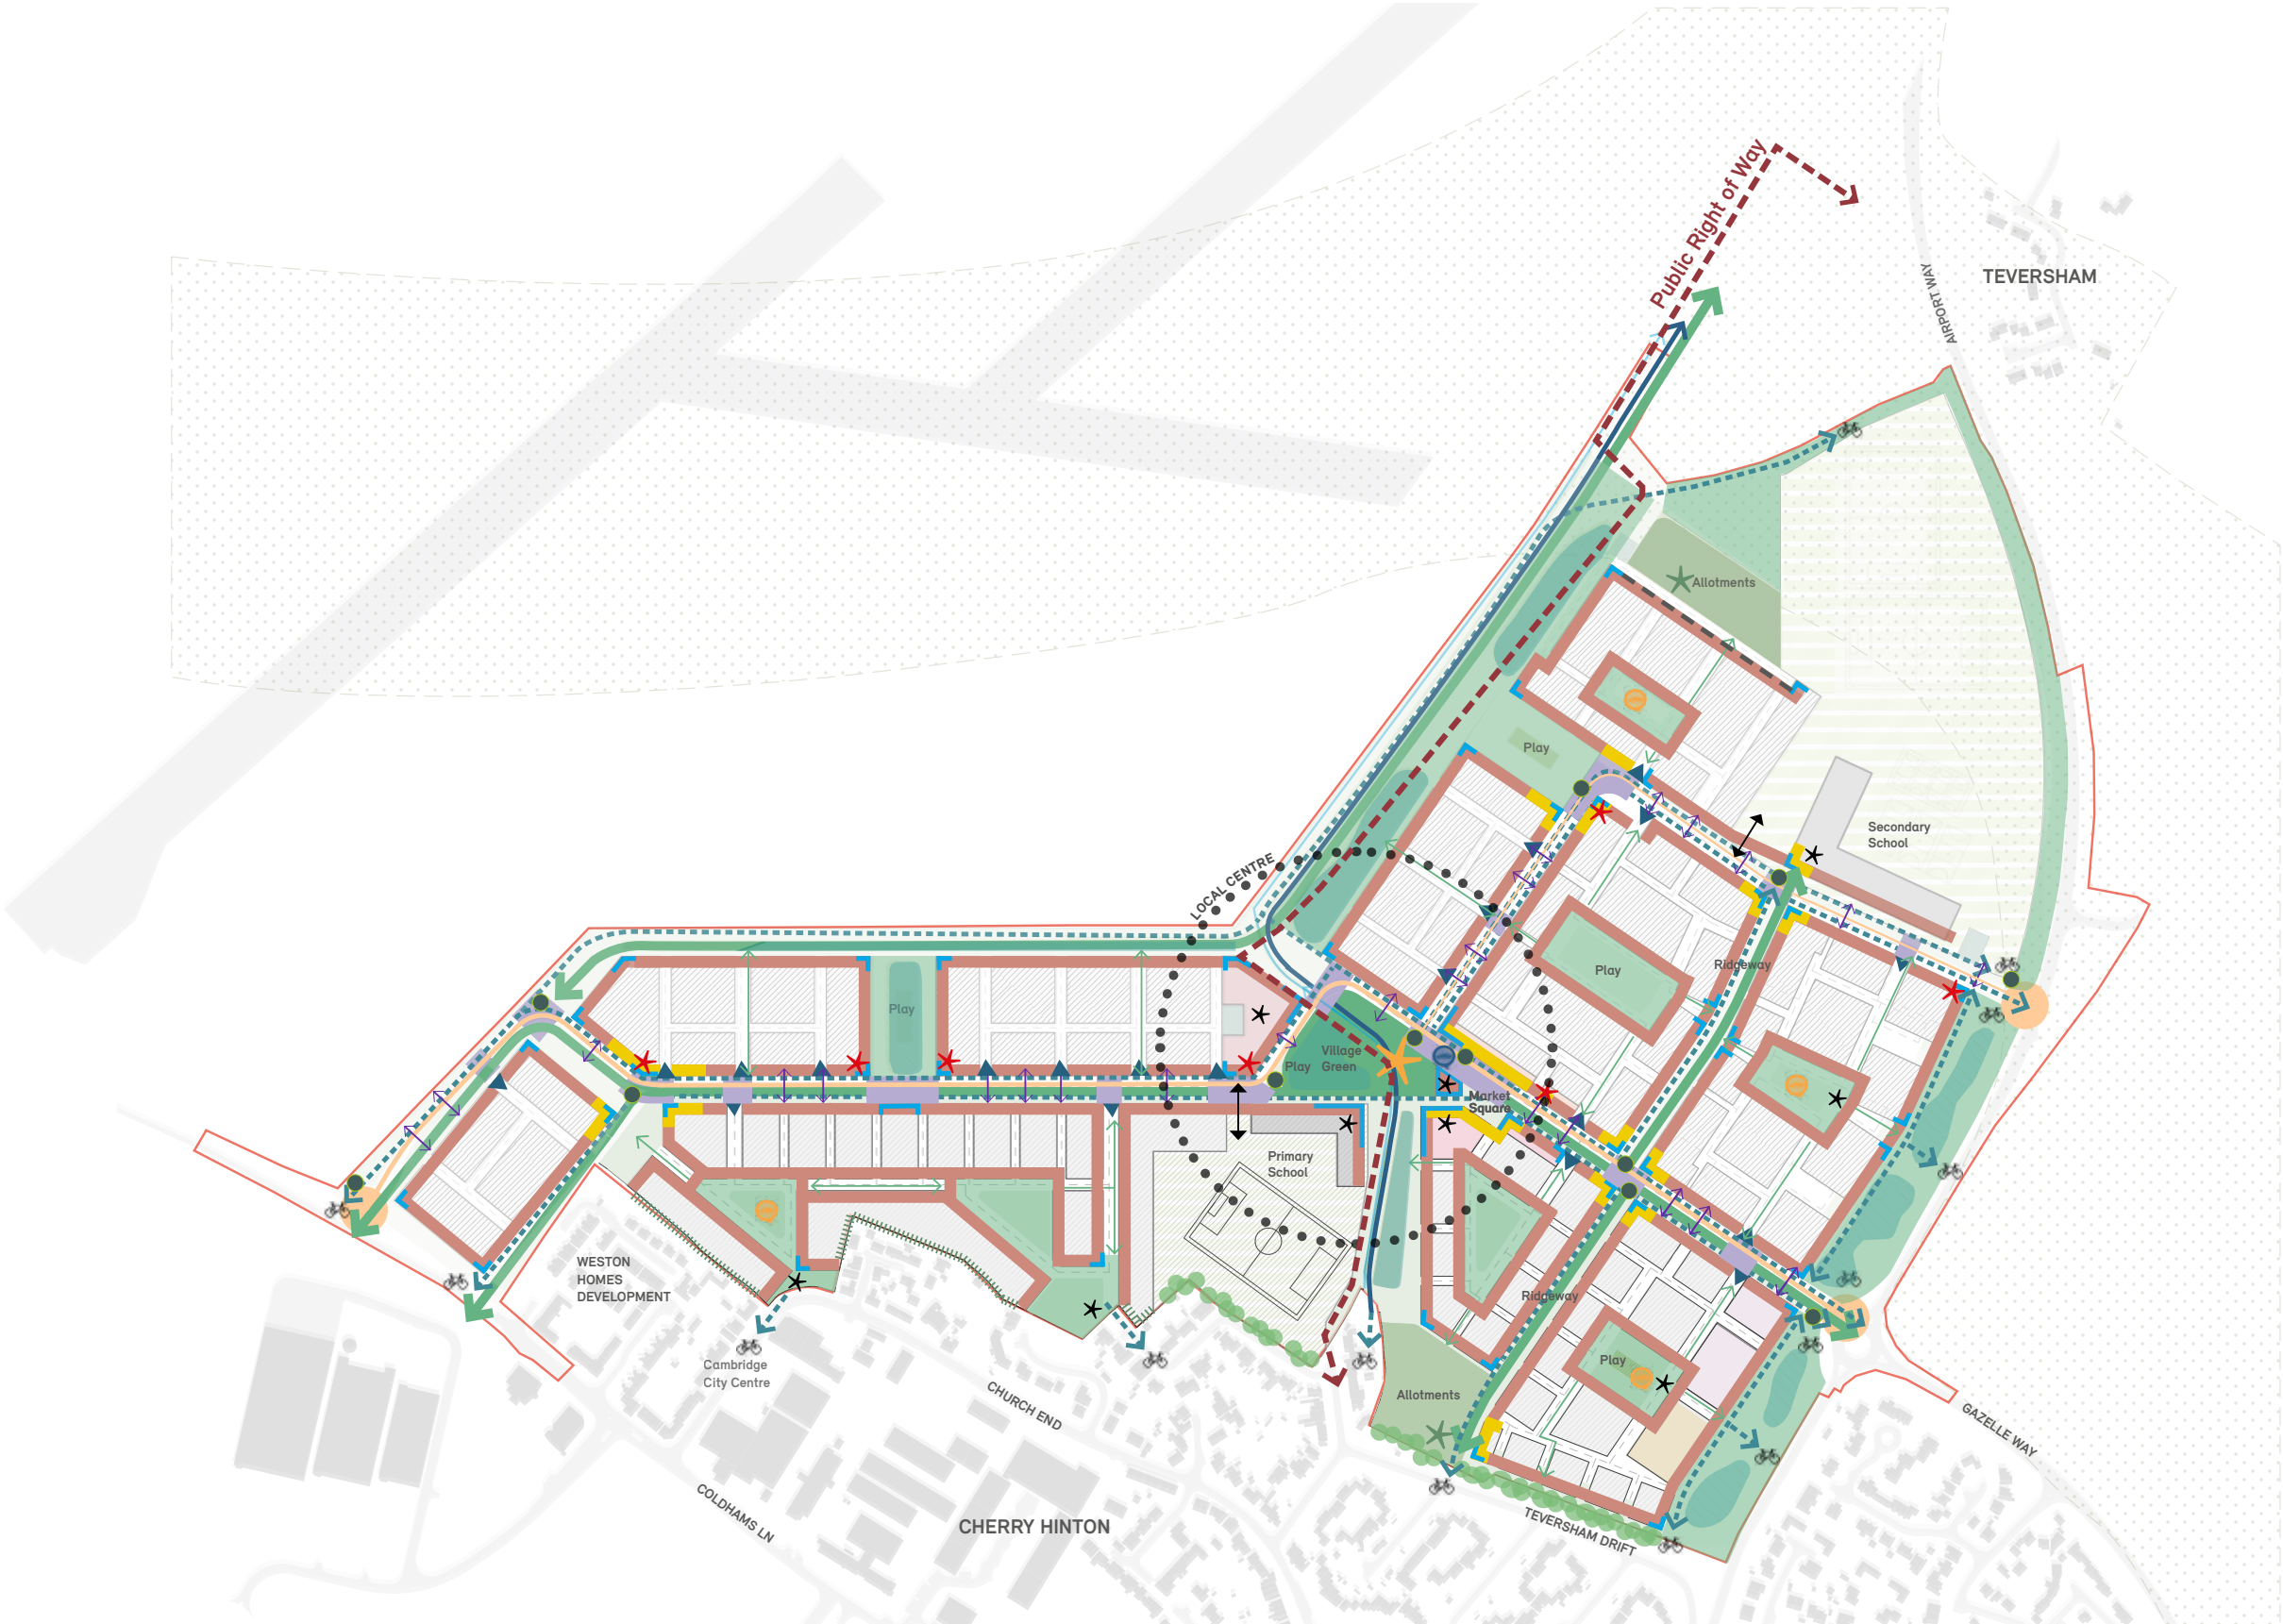 Public Right of Way
TEVERSHAM
AIRPORT WAY
Allotments
Play
Secondary
School
LOCAL CENTRE
Ridgeway
Play
Play
Village
Green
Play
Market
Square
Primary
School
WESTON
HOMES
DEVELOPMENT
Ridgeway
Play
Cambridge
City Centre
Allotments
CHURCH END
GAZELLE WAY
COLDHAMS LN
CHERRY HINTON
TEVERSHAM DRIFT